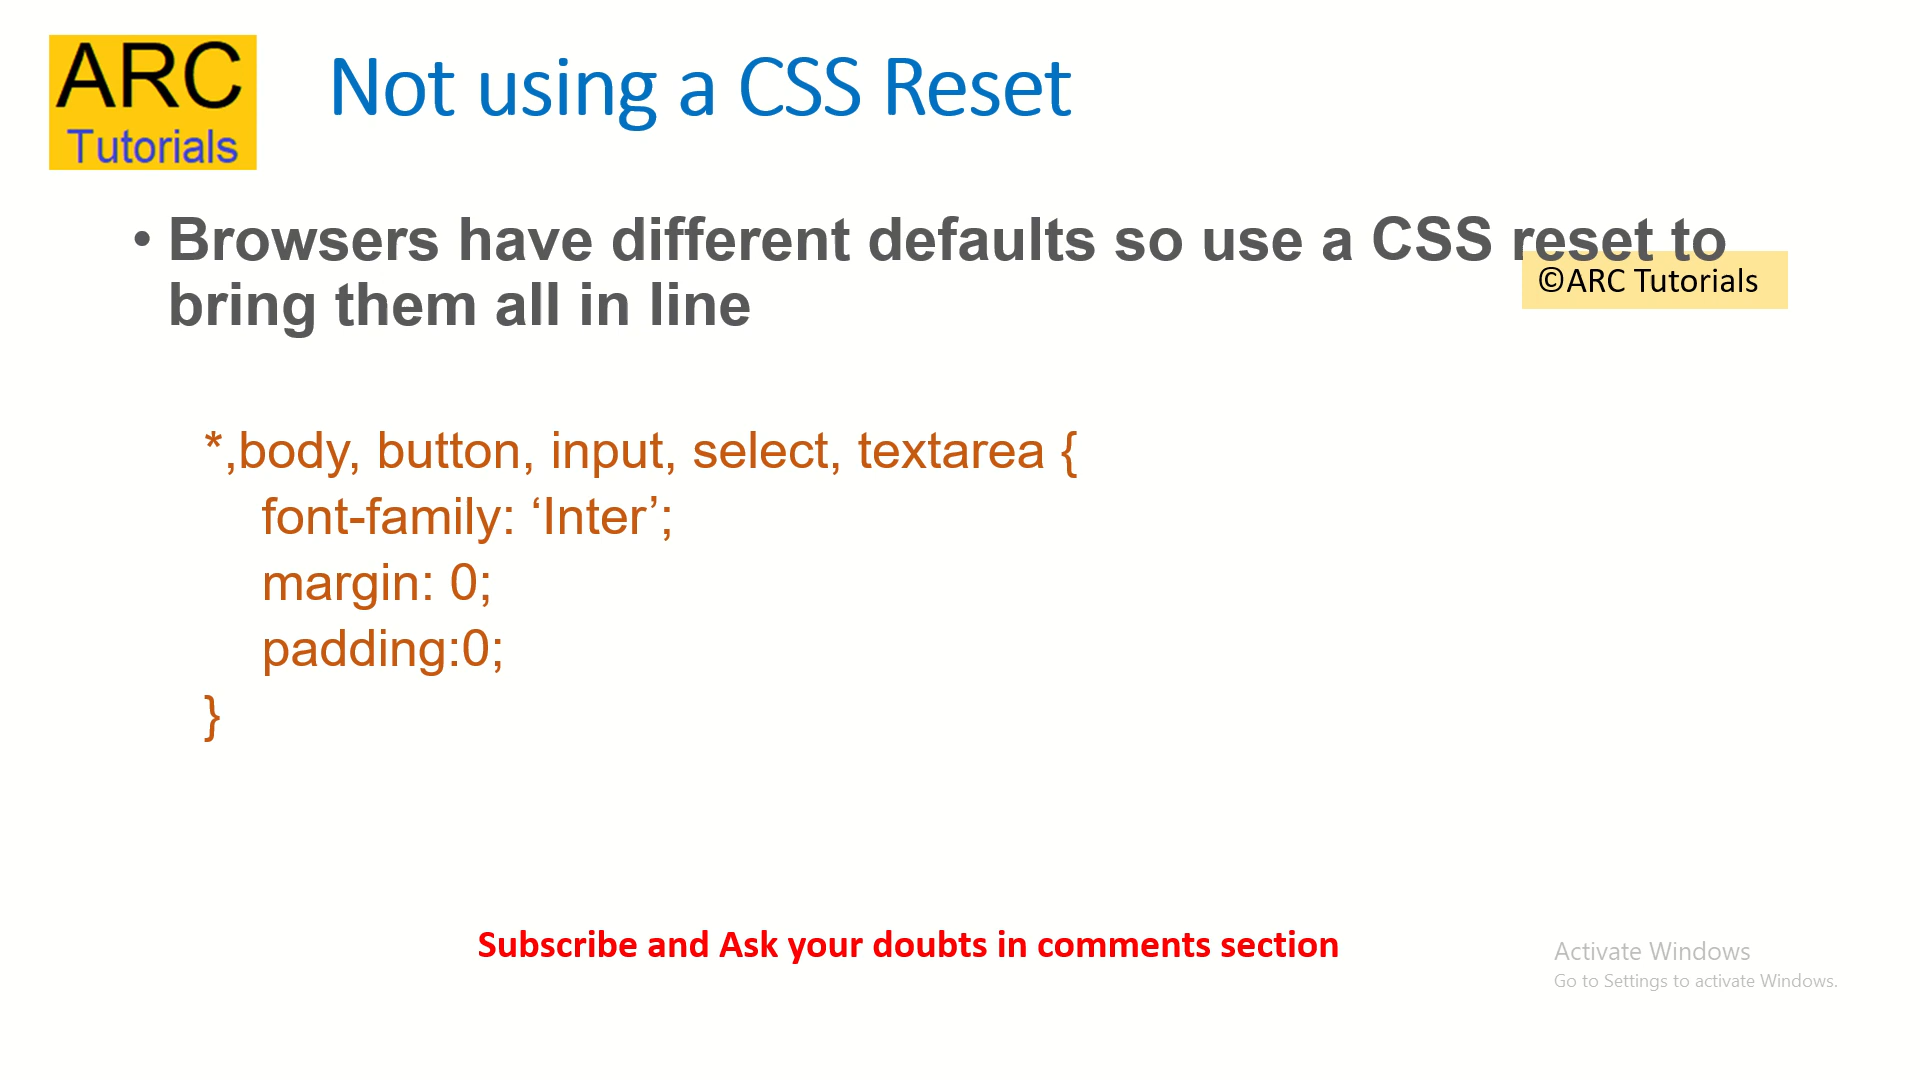 ARC
Tutorials
Not using a CSS Reset
• Browsers have different defaults so use a CSS reset to
bring them all in line
©ARC Tutorials
*,body, button, input, select, textarea {
font-family: ‘Inter’;
margin: 0;
padding:0;
}
Subscribe and Ask your doubts in comments section
Activate Windows
Go to Settings to activate Windows.